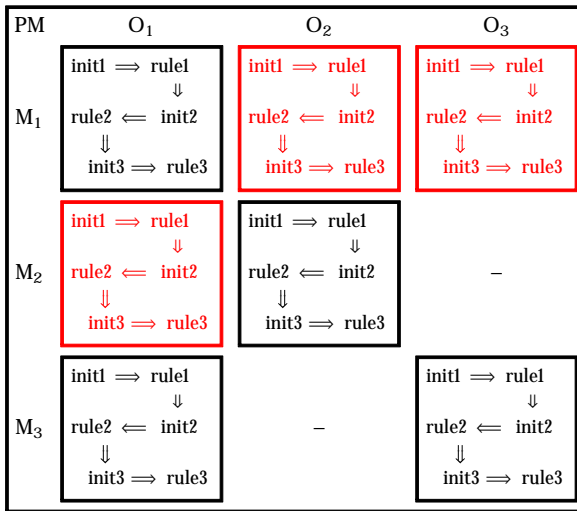 PM O₁ O₂ O₃
init1 ⟹ rule1 init1 ⟹ rule1 init1 ⟹ rule1
⇓ ⇓ ⇓
M₁ rule2 ⟸ init2 rule2 ⟸ init2 rule2 ⟸ init2
⇓ ⇓ ⇓
init3 ⟹ rule3 init3 ⟹ rule3 init3 ⟹ rule3
init1 ⟹ rule1 init1 ⟹ rule1
⇓ ⇓
M₂ rule2 ⟸ init2 rule2 ⟸ init2 –
⇓ ⇓
init3 ⟹ rule3 init3 ⟹ rule3
init1 ⟹ rule1 init1 ⟹ rule1
⇓ ⇓
M₃ rule2 ⟸ init2 – rule2 ⟸ init2
⇓ ⇓
init3 ⟹ rule3 init3 ⟹ rule3